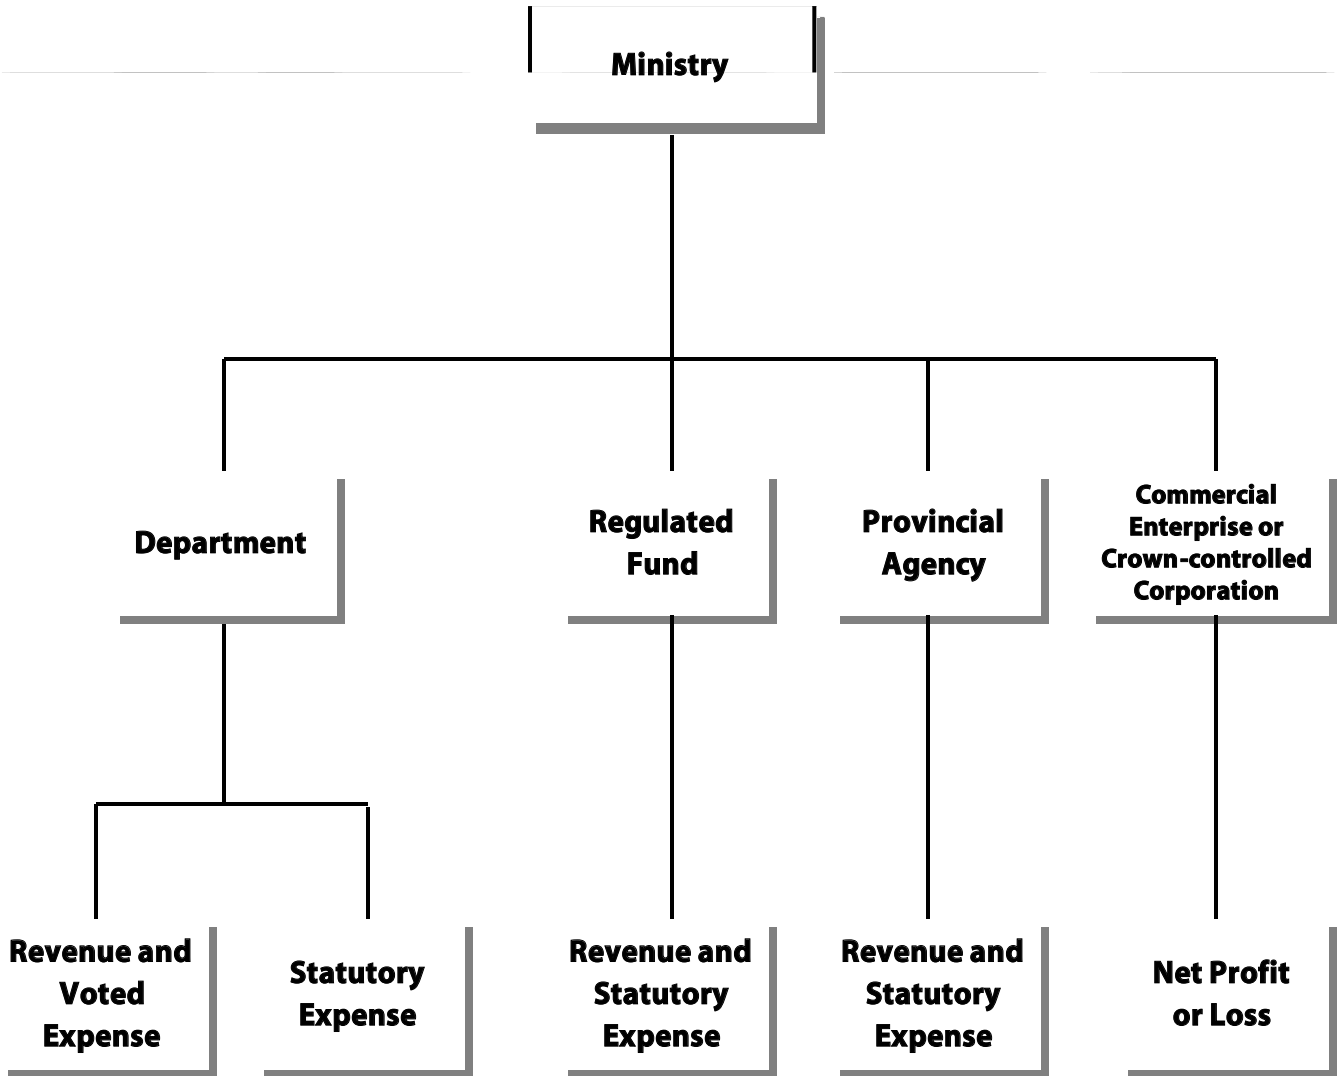 Ministry
Department
Regulated
Fund
Provincial
Agency
Commercial
Enterprise or
Crown-controlled
Corporation
Revenue and
Voted
Expense
Statutory
Expense
Revenue and
Statutory
Expense
Revenue and
Statutory
Expense
Net Profit
or Loss